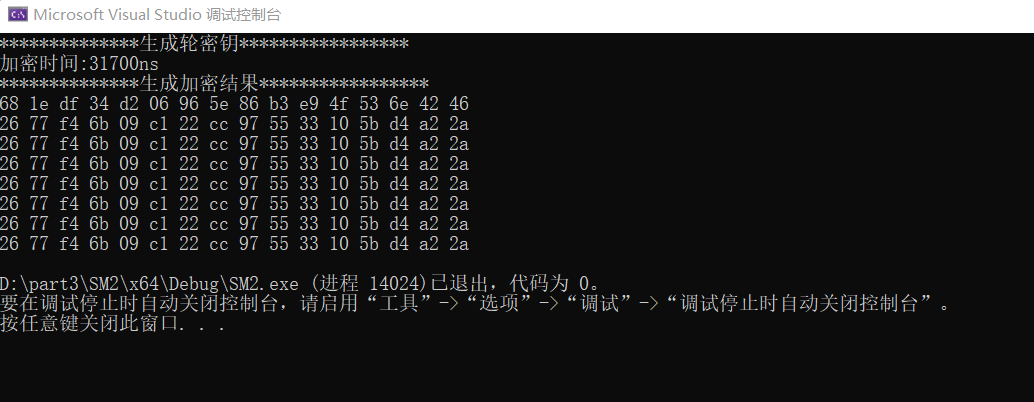 Microsoft Visual Studio 调试控制台
**************生成轮密钥*****************
加密时间:31700ns
**************生成加密结果*****************
68 1e df 34 d2 06 96 5e 86 b3 e9 4f 53 6e 42 46
26 77 f4 6b 09 c1 22 cc 97 55 33 10 5b d4 a2 2a
26 77 f4 6b 09 c1 22 cc 97 55 33 10 5b d4 a2 2a
26 77 f4 6b 09 c1 22 cc 97 55 33 10 5b d4 a2 2a
26 77 f4 6b 09 c1 22 cc 97 55 33 10 5b d4 a2 2a
26 77 f4 6b 09 c1 22 cc 97 55 33 10 5b d4 a2 2a
26 77 f4 6b 09 c1 22 cc 97 55 33 10 5b d4 a2 2a
26 77 f4 6b 09 c1 22 cc 97 55 33 10 5b d4 a2 2a
D:\part3\SM2\x64\Debug\SM2.exe (进程 14024)已退出，代码为 0。
要在调试停止时自动关闭控制台，请启用“工具”->“选项”->“调试”->“调试停止时自动关闭控制台”。
按任意键关闭此窗口. . .